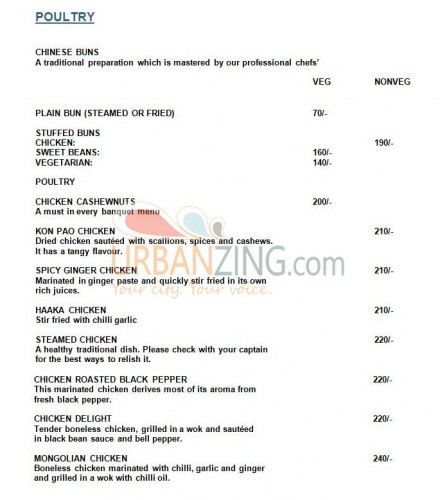 POULTRY
CHINESE BUNS
A traditional preparation which is mastered by our professional chefs'
VEG NONVEG
PLAIN BUN (STEAMED OR FRIED) 70/-
STUFFED BUNS
CHICKEN: 190/-
SWEET BEANS: 160/-
VEGETARIAN: 140/-
POULTRY
CHICKEN CASHEWNUTS 200/-
A must in every banquet menu
KON PAO CHICKEN 210/-
Dried chicken sautéed with scallions, spices and cashews.
It has a tangy flavour.
URBANZING.com
SPICY GINGER CHICKEN 210/-
Marinated in ginger paste and quickly stir fried in its own
rich juices.
Your city. Your voice.
HAAKA CHICKEN 210/-
Stir fried with chilli garlic
STEAMED CHICKEN 220/-
A healthy traditional dish. Please check with your captain
for the best ways to relish it.
CHICKEN ROASTED BLACK PEPPER 220/-
This marinated chicken derives most of its aroma from
fresh black pepper.
CHICKEN DELIGHT 220/-
Tender boneless chicken, grilled in a wok and sautéed
in black bean sauce and bell pepper.
MONGOLIAN CHICKEN 240/-
Boneless chicken marinated with chilli, garlic and ginger
and grilled in a wok with chilli oil.